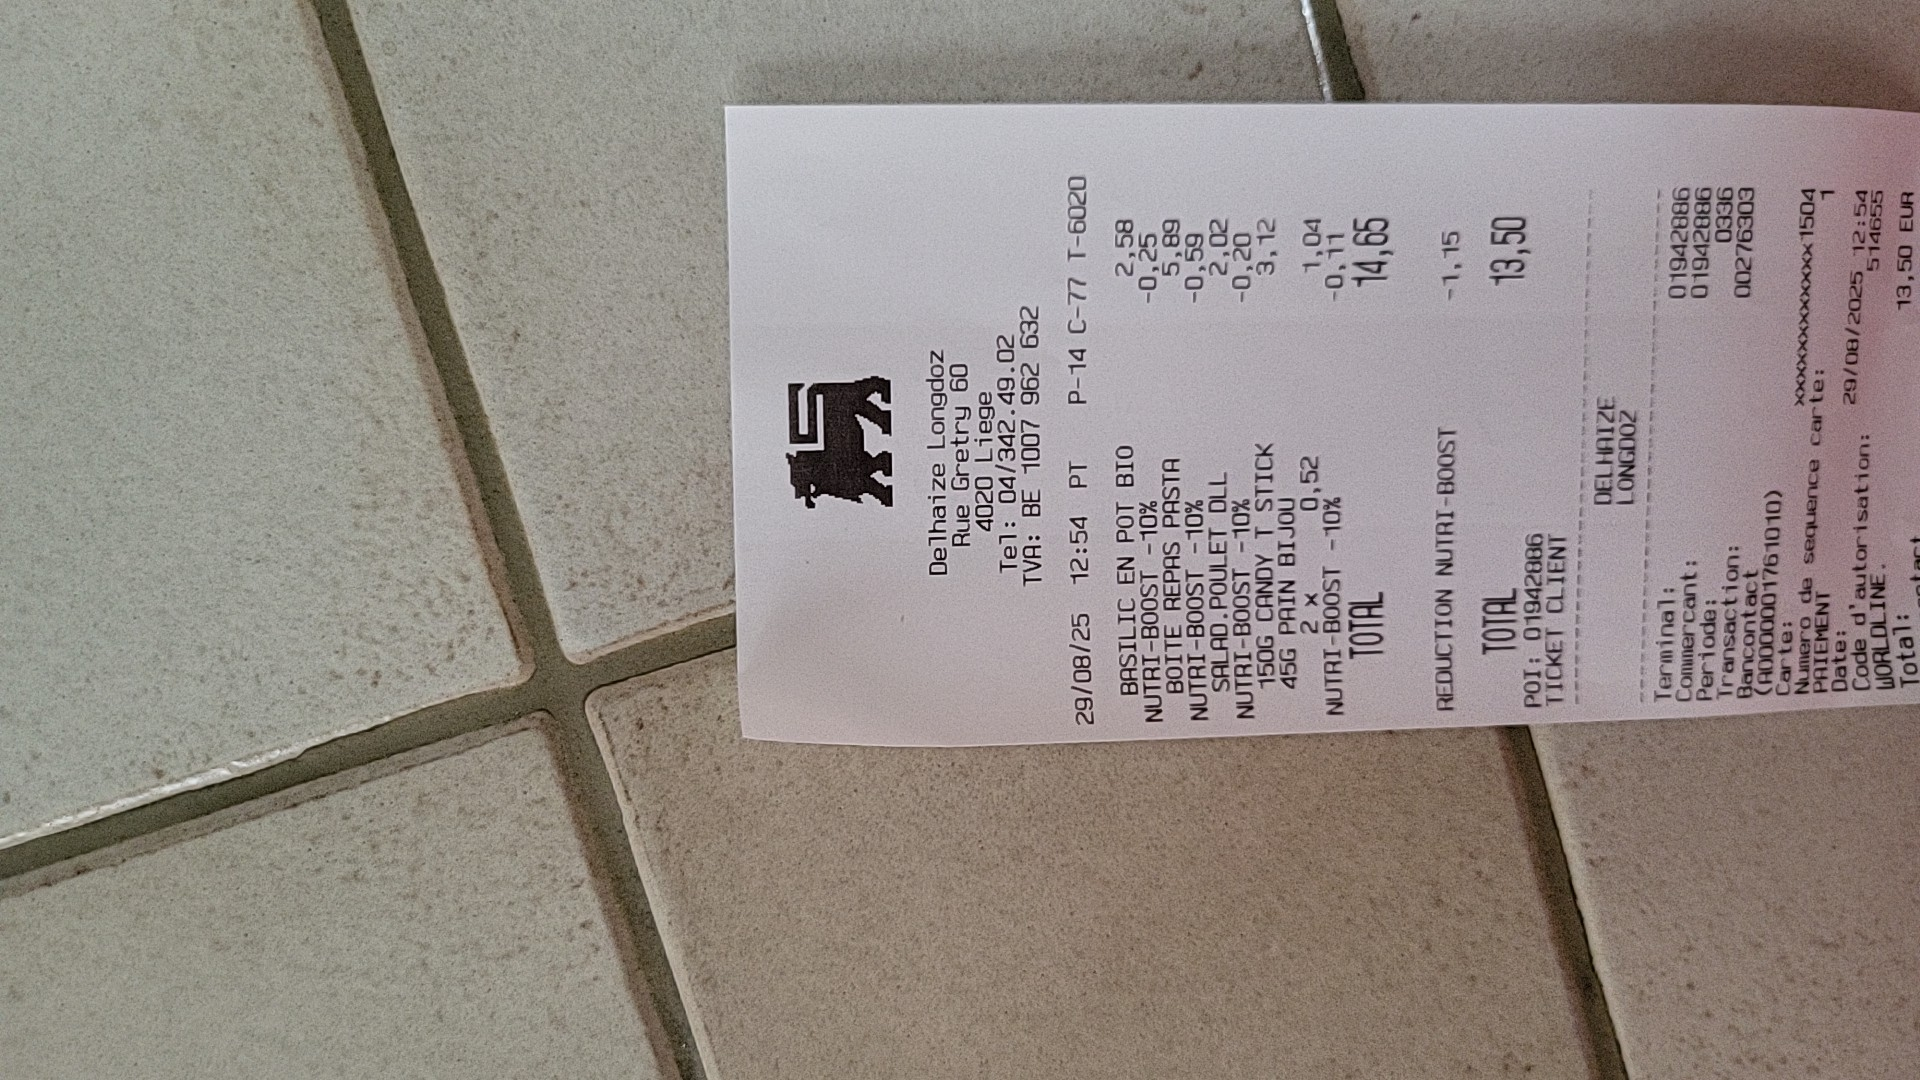 Delhaize Longdoz
Rue Gretry 60
4020 Liege
Tel: 04/342.49.02
TVA: BE 1007 962 632
29/08/25 12:54 PT P-14 C-77 T-6020
BASILIC EN POT BIO 2,58
NUTRI-BOOST -10% -0,25
BOITE REPAS PASTA 5,89
NUTRI-BOOST -10% -0,59
SALAD.POULET DLL 2,02
NUTRI-BOOST -10% -0,20
150G CANDY T STICK 3,12
45G PAIN BIJOU
2 x 0,52 1,04
NUTRI-BOOST -10% -0,11
TOTAL 14,65
REDUCTION NUTRI-BOOST -1,15
TOTAL 13,50
POI: 01942886
TICKET CLIENT
DELHAIZE
LONGDOZ
Terminal: 01942886
Commercant: 01942886
Periode: 0336
Transaction: 00276303
Bancontact
(A0000001761010)
Carte: xxxxxxxxxxxxx1504
Numero de sequence carte: 1
PAIEMENT
Date: 29/08/2025 12:54
Code d'autorisation: 514655
WORLDLINE.
Total: 13,50 EUR